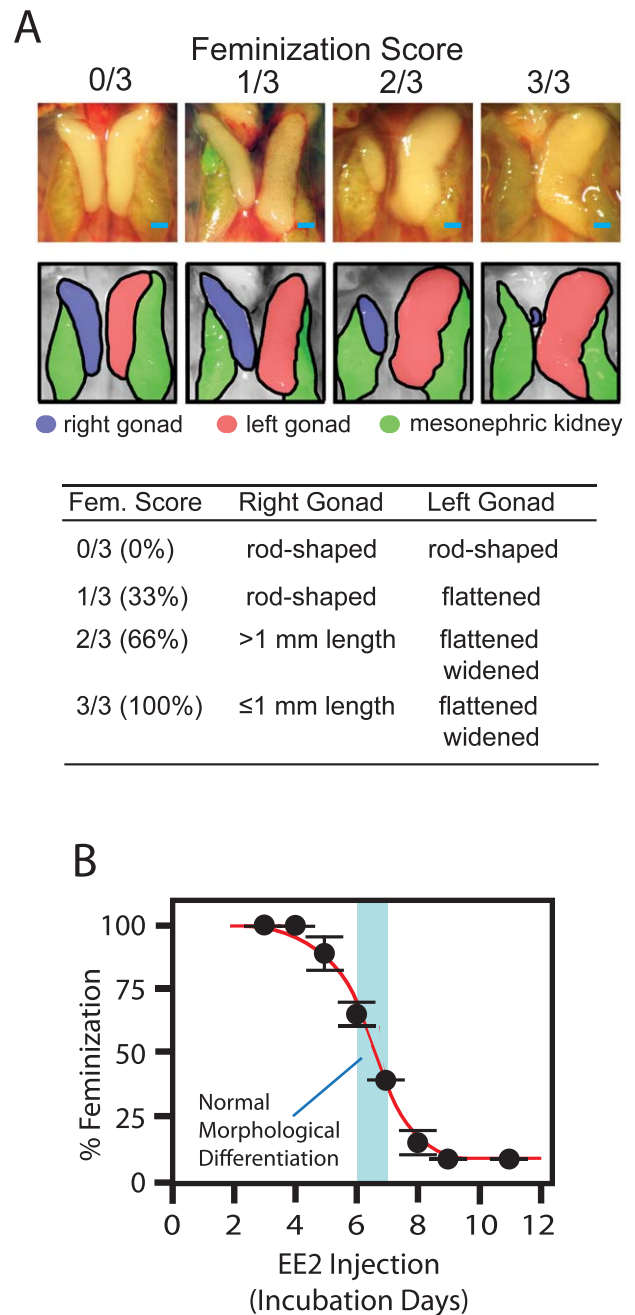 A
Feminization Score
0/3 1/3 2/3 3/3
right gonad left gonad mesonephric kidney
Fem. Score Right Gonad Left Gonad
0/3 (0%) rod-shaped rod-shaped
1/3 (33%) rod-shaped flattened
2/3 (66%) >1 mm length flattened
widened
3/3 (100%) ≤1 mm length flattened
widened
B
% Feminization
100
75
50
25
0
Normal
Morphological
Differentiation
0 2 4 6 8 10 12
EE2 Injection
(Incubation Days)